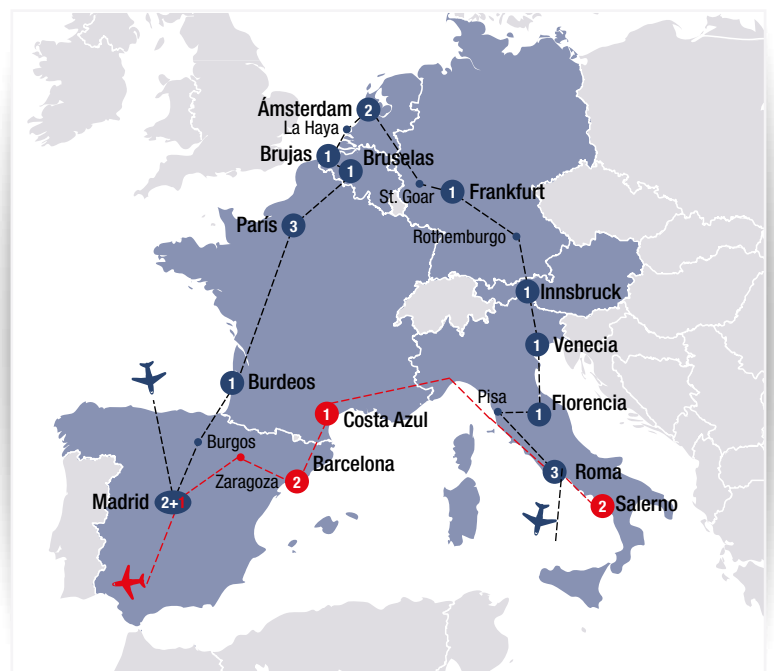 Ámsterdam 2
La Haya
Brujas 1
Bruselas
1
St. Goar
1 Frankfurt
París 3
Rothemburgo
1 Innsbruck
1 Venecia
1 Burdeos
Pisa
Florencia
1
1 Costa Azul
Burgos
Barcelona
Zaragoza
2
3 Roma
Madrid 2+
2 Salerno